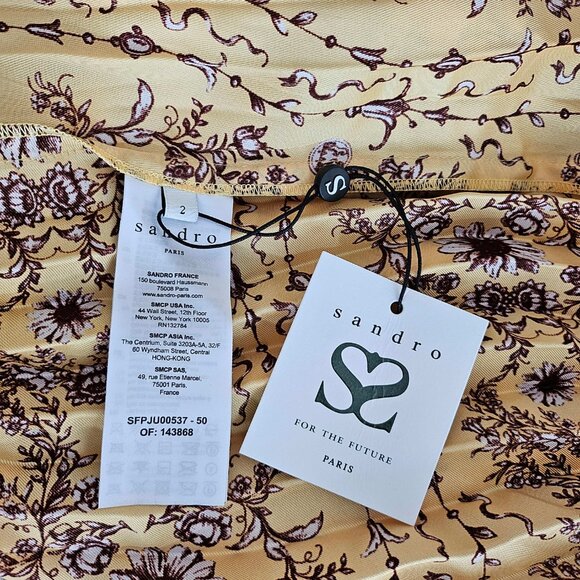 2
sandro
PARIS
SANDRO FRANCE
150 boulevard Haussmann
75008 Paris
www.sandro-paris.com
SMCP USA Inc.
44 Wall Street, 12th Floor
New York, New York 10005
RN132784
SMCP ASIA Inc.
The Centrium, Suite 3203A-5A, 32/F
60 Wyndham Street, Central
HONG-KONG
SMCP SAS,
49, rue Etienne Marcel,
75001 Paris.
France
SFPJU00537 - 50
OF: 143868
S
sandro
SS
FOR THE FUTURE
PARIS